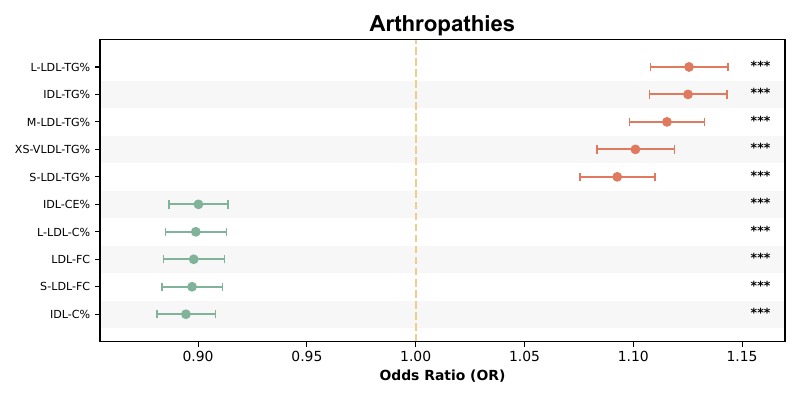 Arthropathies
L-LDL-TG% ***
IDL-TG% ***
M-LDL-TG% ***
XS-VLDL-TG% ***
S-LDL-TG% ***
IDL-CE% ***
L-LDL-C% ***
LDL-FC ***
S-LDL-FC ***
IDL-C% ***
0.90 0.95 1.00 1.05 1.10 1.15
Odds Ratio (OR)